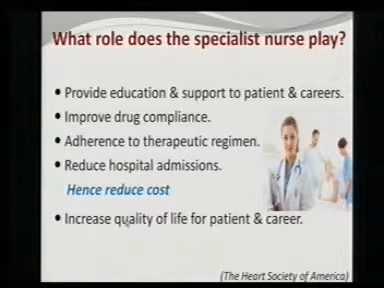 What role does the specialist nurse play?
• Provide education & support to patient & careers.
• Improve drug compliance.
• Adherence to therapeutic regimen.
• Reduce hospital admissions.
Hence reduce cost
• Increase quality of life for patient & career.
(The Heart Society of America)